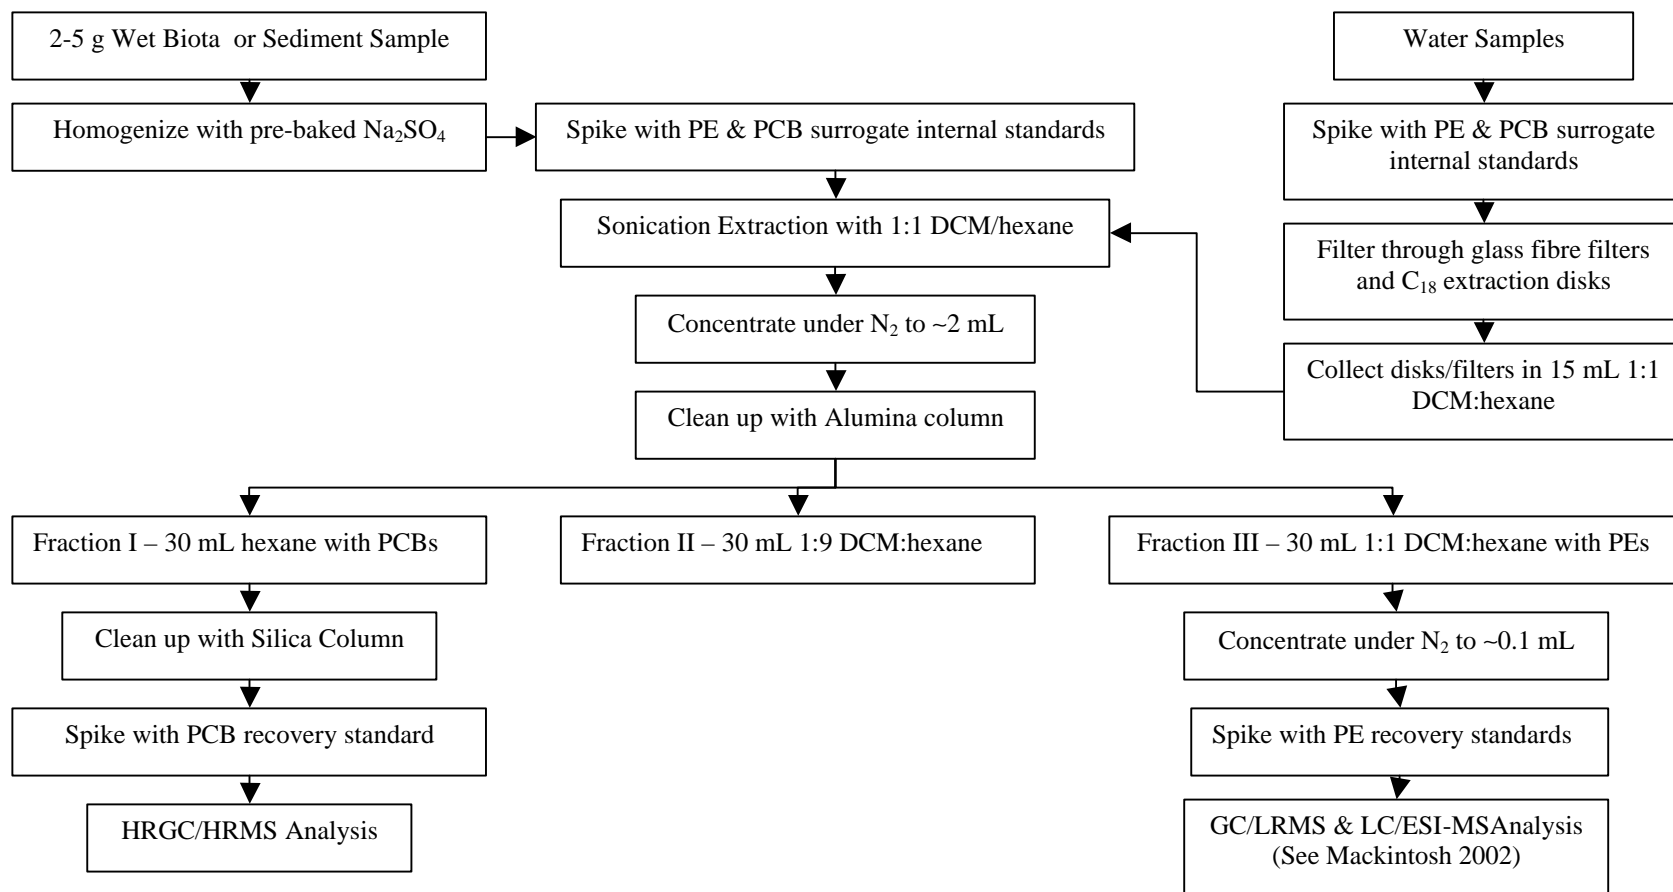 2-5 g Wet Biota or Sediment Sample
Water Samples
Homogenize with pre-baked Na₂SO₄
Spike with PE & PCB surrogate internal standards
Spike with PE & PCB surrogate
internal standards
Sonication Extraction with 1:1 DCM/hexane
Filter through glass fibre filters
and C₁₈ extraction disks
Concentrate under N₂ to ~2 mL
Collect disks/filters in 15 mL 1:1
DCM:hexane
Clean up with Alumina column
Fraction I – 30 mL hexane with PCBs
Fraction II – 30 mL 1:9 DCM:hexane
Fraction III – 30 mL 1:1 DCM:hexane with PEs
Clean up with Silica Column
Concentrate under N₂ to ~0.1 mL
Spike with PCB recovery standard
Spike with PE recovery standards
HRGC/HRMS Analysis
GC/LRMS & LC/ESI-MSAnalysis
(See Mackintosh 2002)